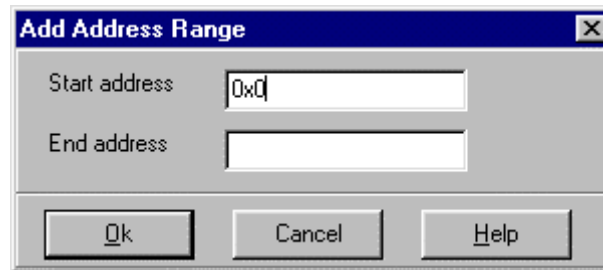 Add Address Range
Start address 0x0
End address
Ok Cancel Help